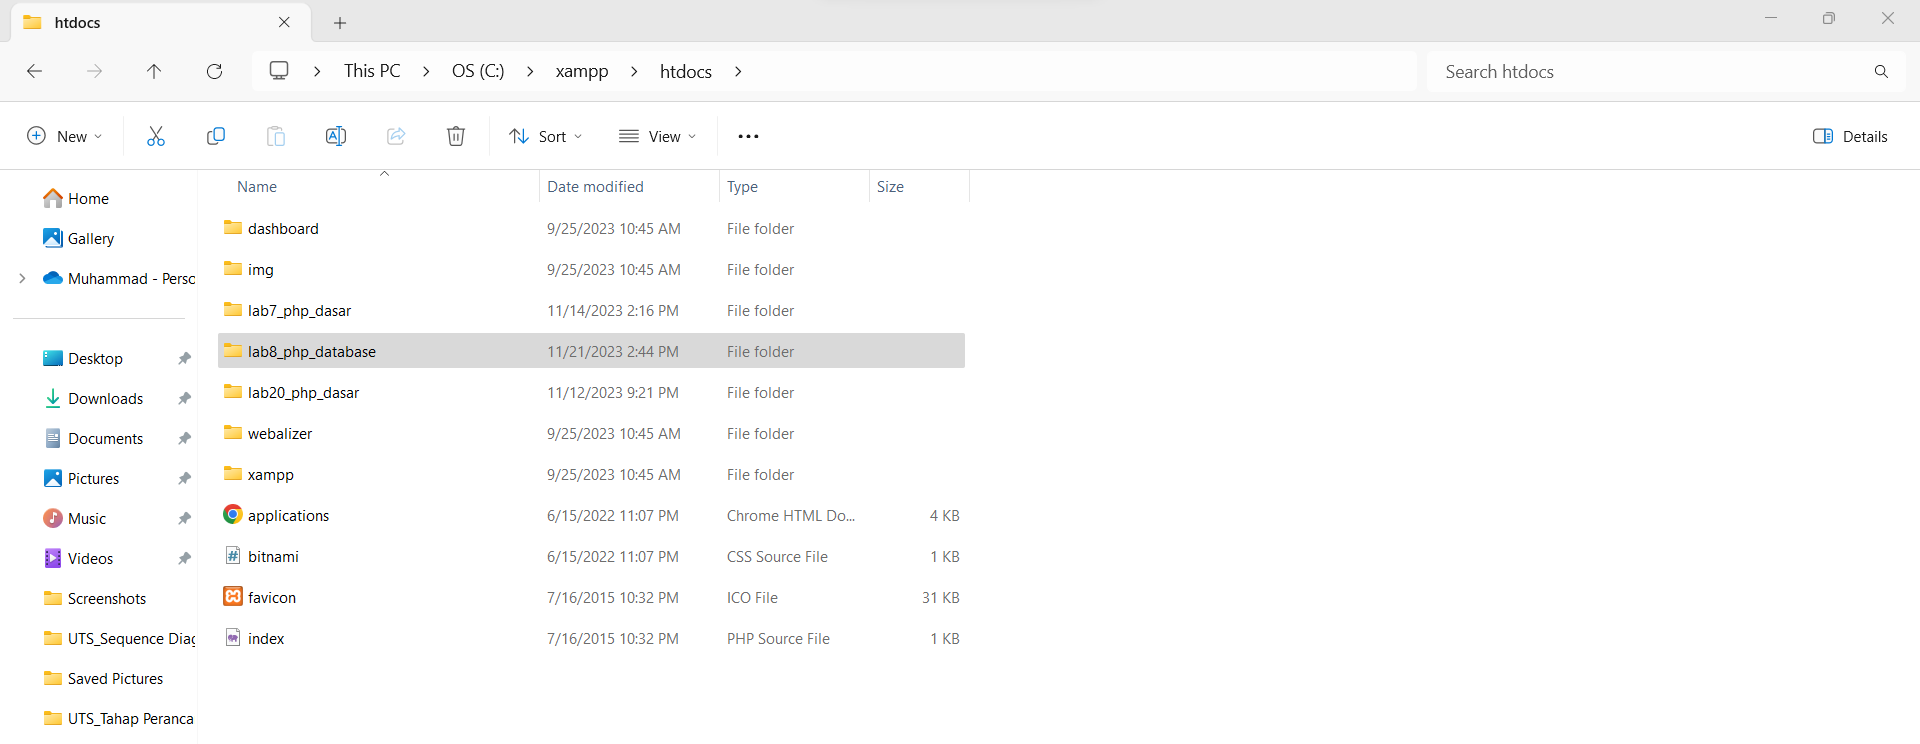 htdocs
This PC > OS (C:) > xampp > htdocs >
Search htdocs
New
Sort
View
Details
Name Date modified Type Size
Home
Gallery
Muhammad - Perso
Desktop
Downloads
Documents
Pictures
Music
Videos
Screenshots
UTS_Sequence Diag
Saved Pictures
UTS_Tahap Peranca
dashboard 9/25/2023 10:45 AM File folder
img 9/25/2023 10:45 AM File folder
lab7_php_dasar 11/14/2023 2:16 PM File folder
lab8_php_database 11/21/2023 2:44 PM File folder
lab20_php_dasar 11/12/2023 9:21 PM File folder
webalizer 9/25/2023 10:45 AM File folder
xampp 9/25/2023 10:45 AM File folder
applications 6/15/2022 11:07 PM Chrome HTML Do... 4 KB
bitnami 6/15/2022 11:07 PM CSS Source File 1 KB
favicon 7/16/2015 10:32 PM ICO File 31 KB
index 7/16/2015 10:32 PM PHP Source File 1 KB